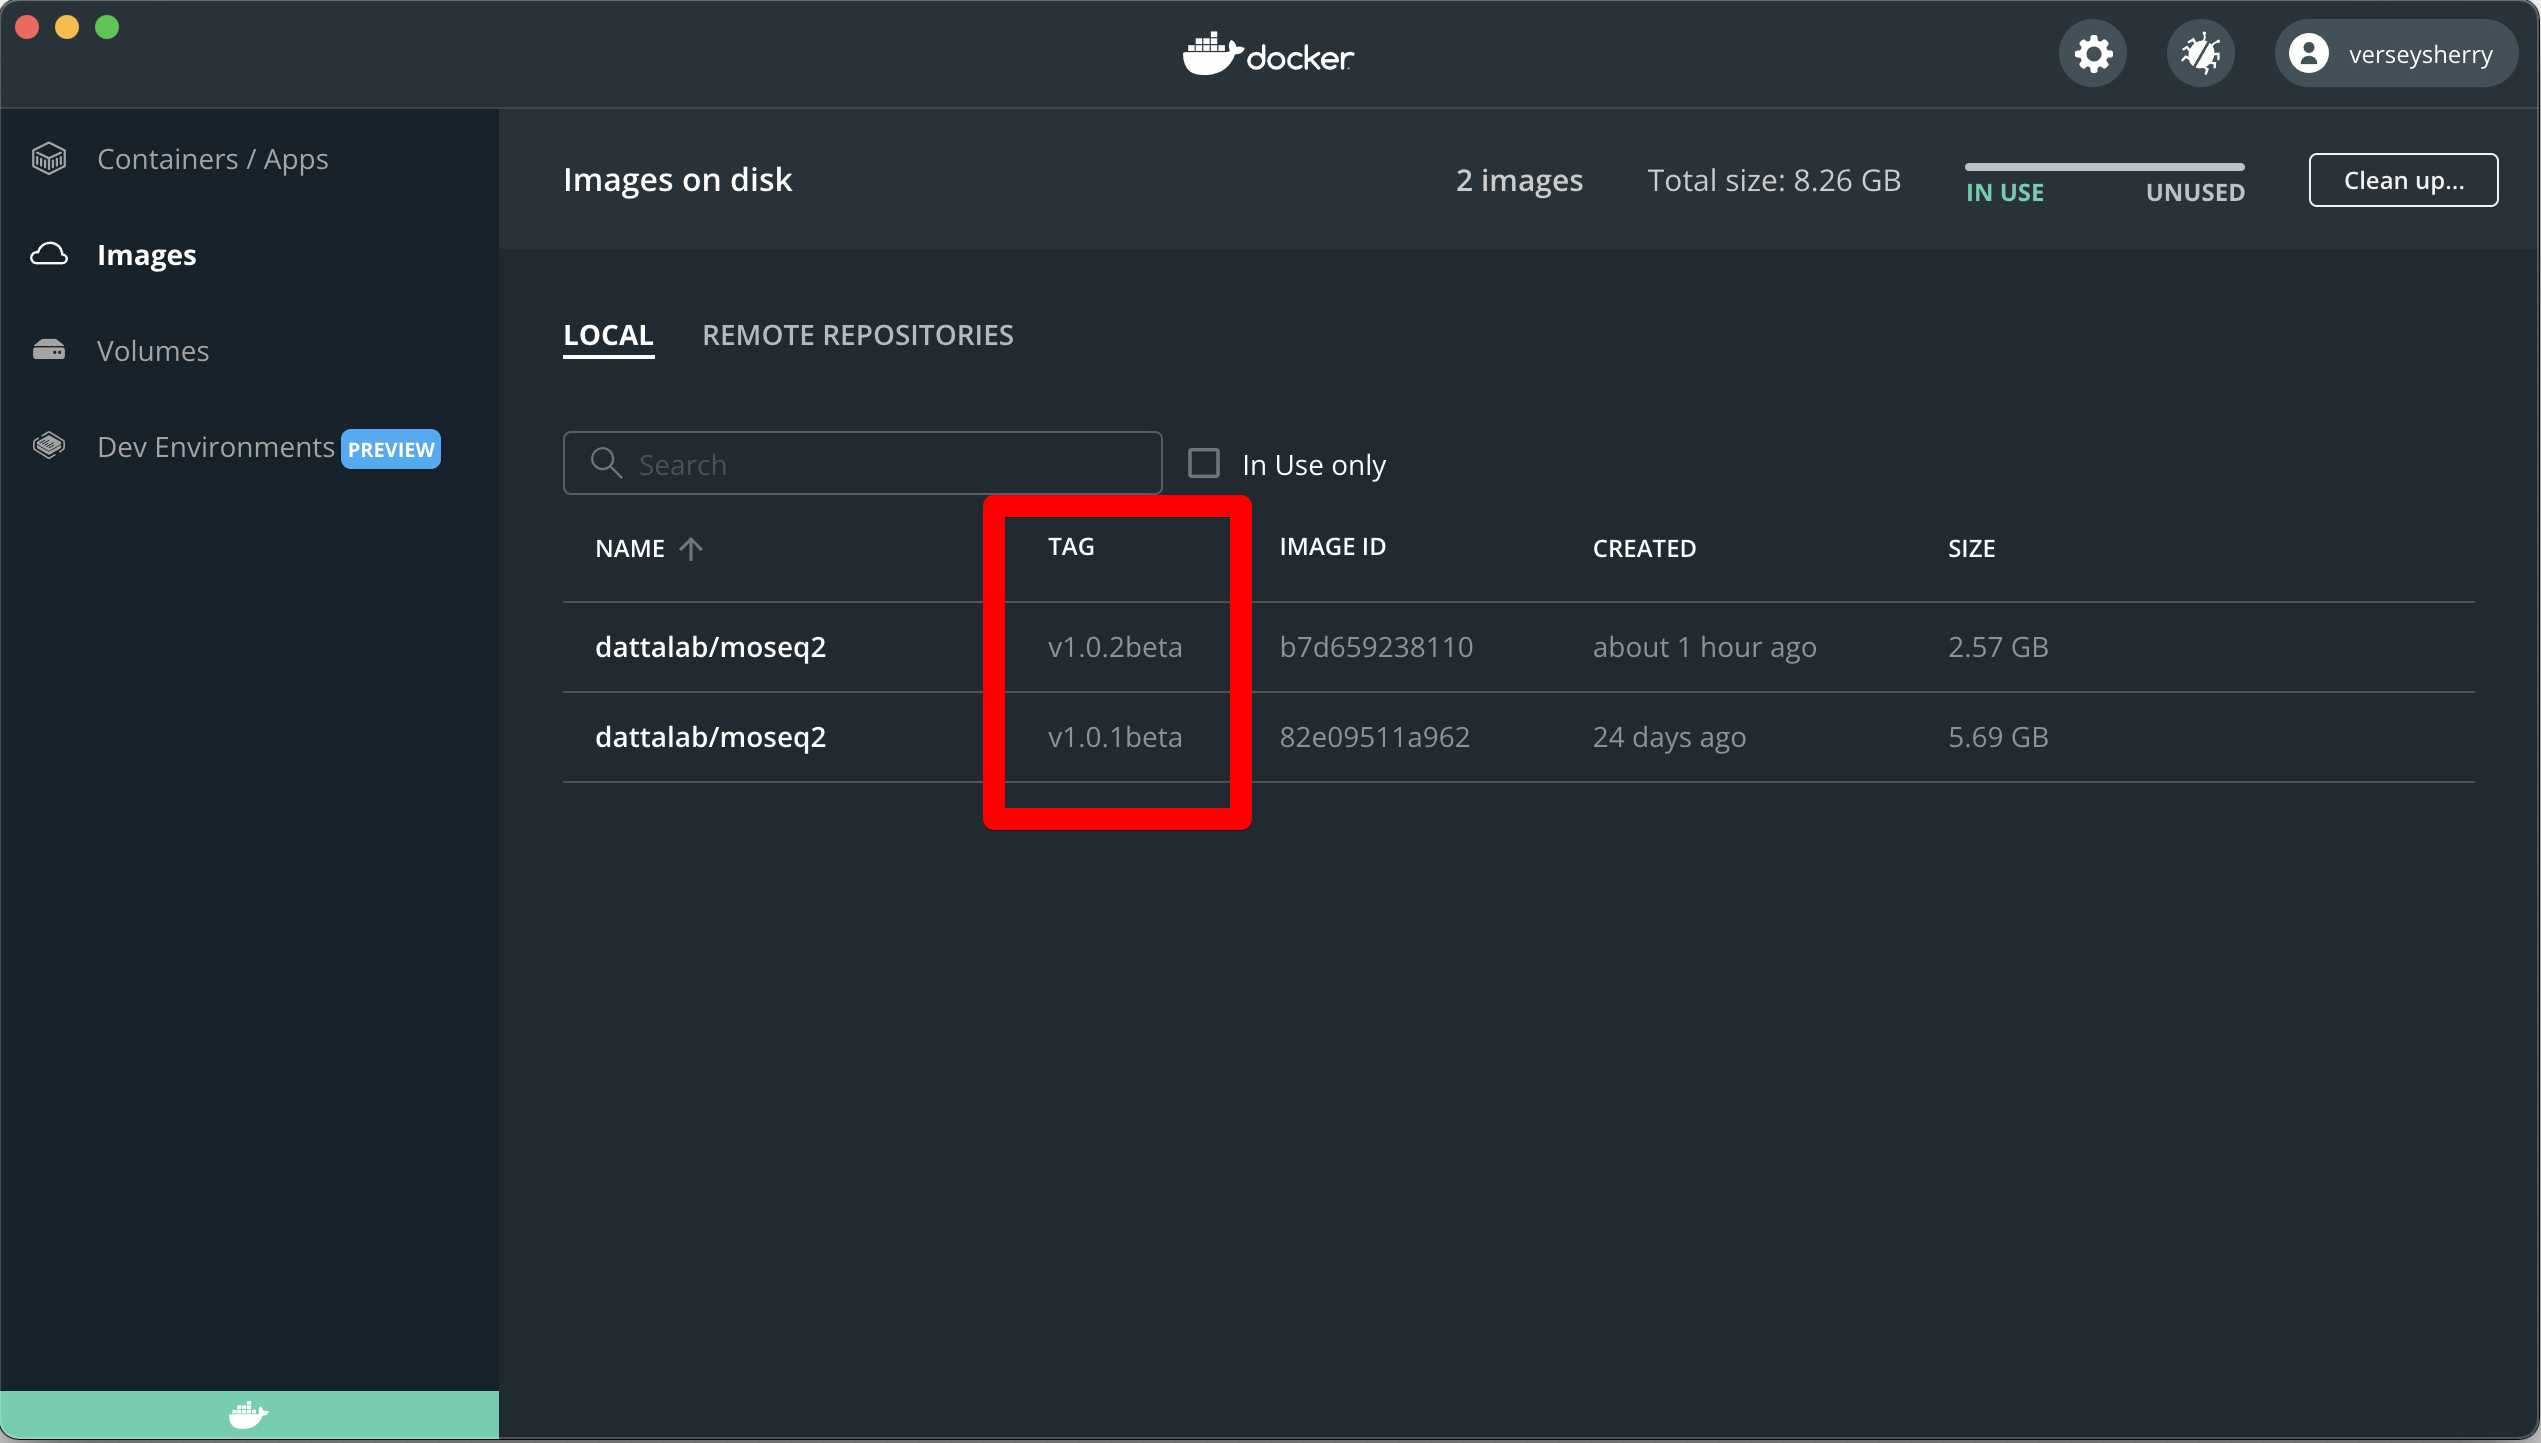 docker
verseysherry
Containers / Apps
Images
Volumes
Dev Environments PREVIEW
Images on disk
2 images
Total size: 8.26 GB
IN USE
UNUSED
Clean up...
LOCAL
REMOTE REPOSITORIES
Search
In Use only
NAME TAG IMAGE ID CREATED SIZE
dattalab/moseq2 v1.0.2beta b7d659238110 about 1 hour ago 2.57 GB
dattalab/moseq2 v1.0.1beta 82e09511a962 24 days ago 5.69 GB